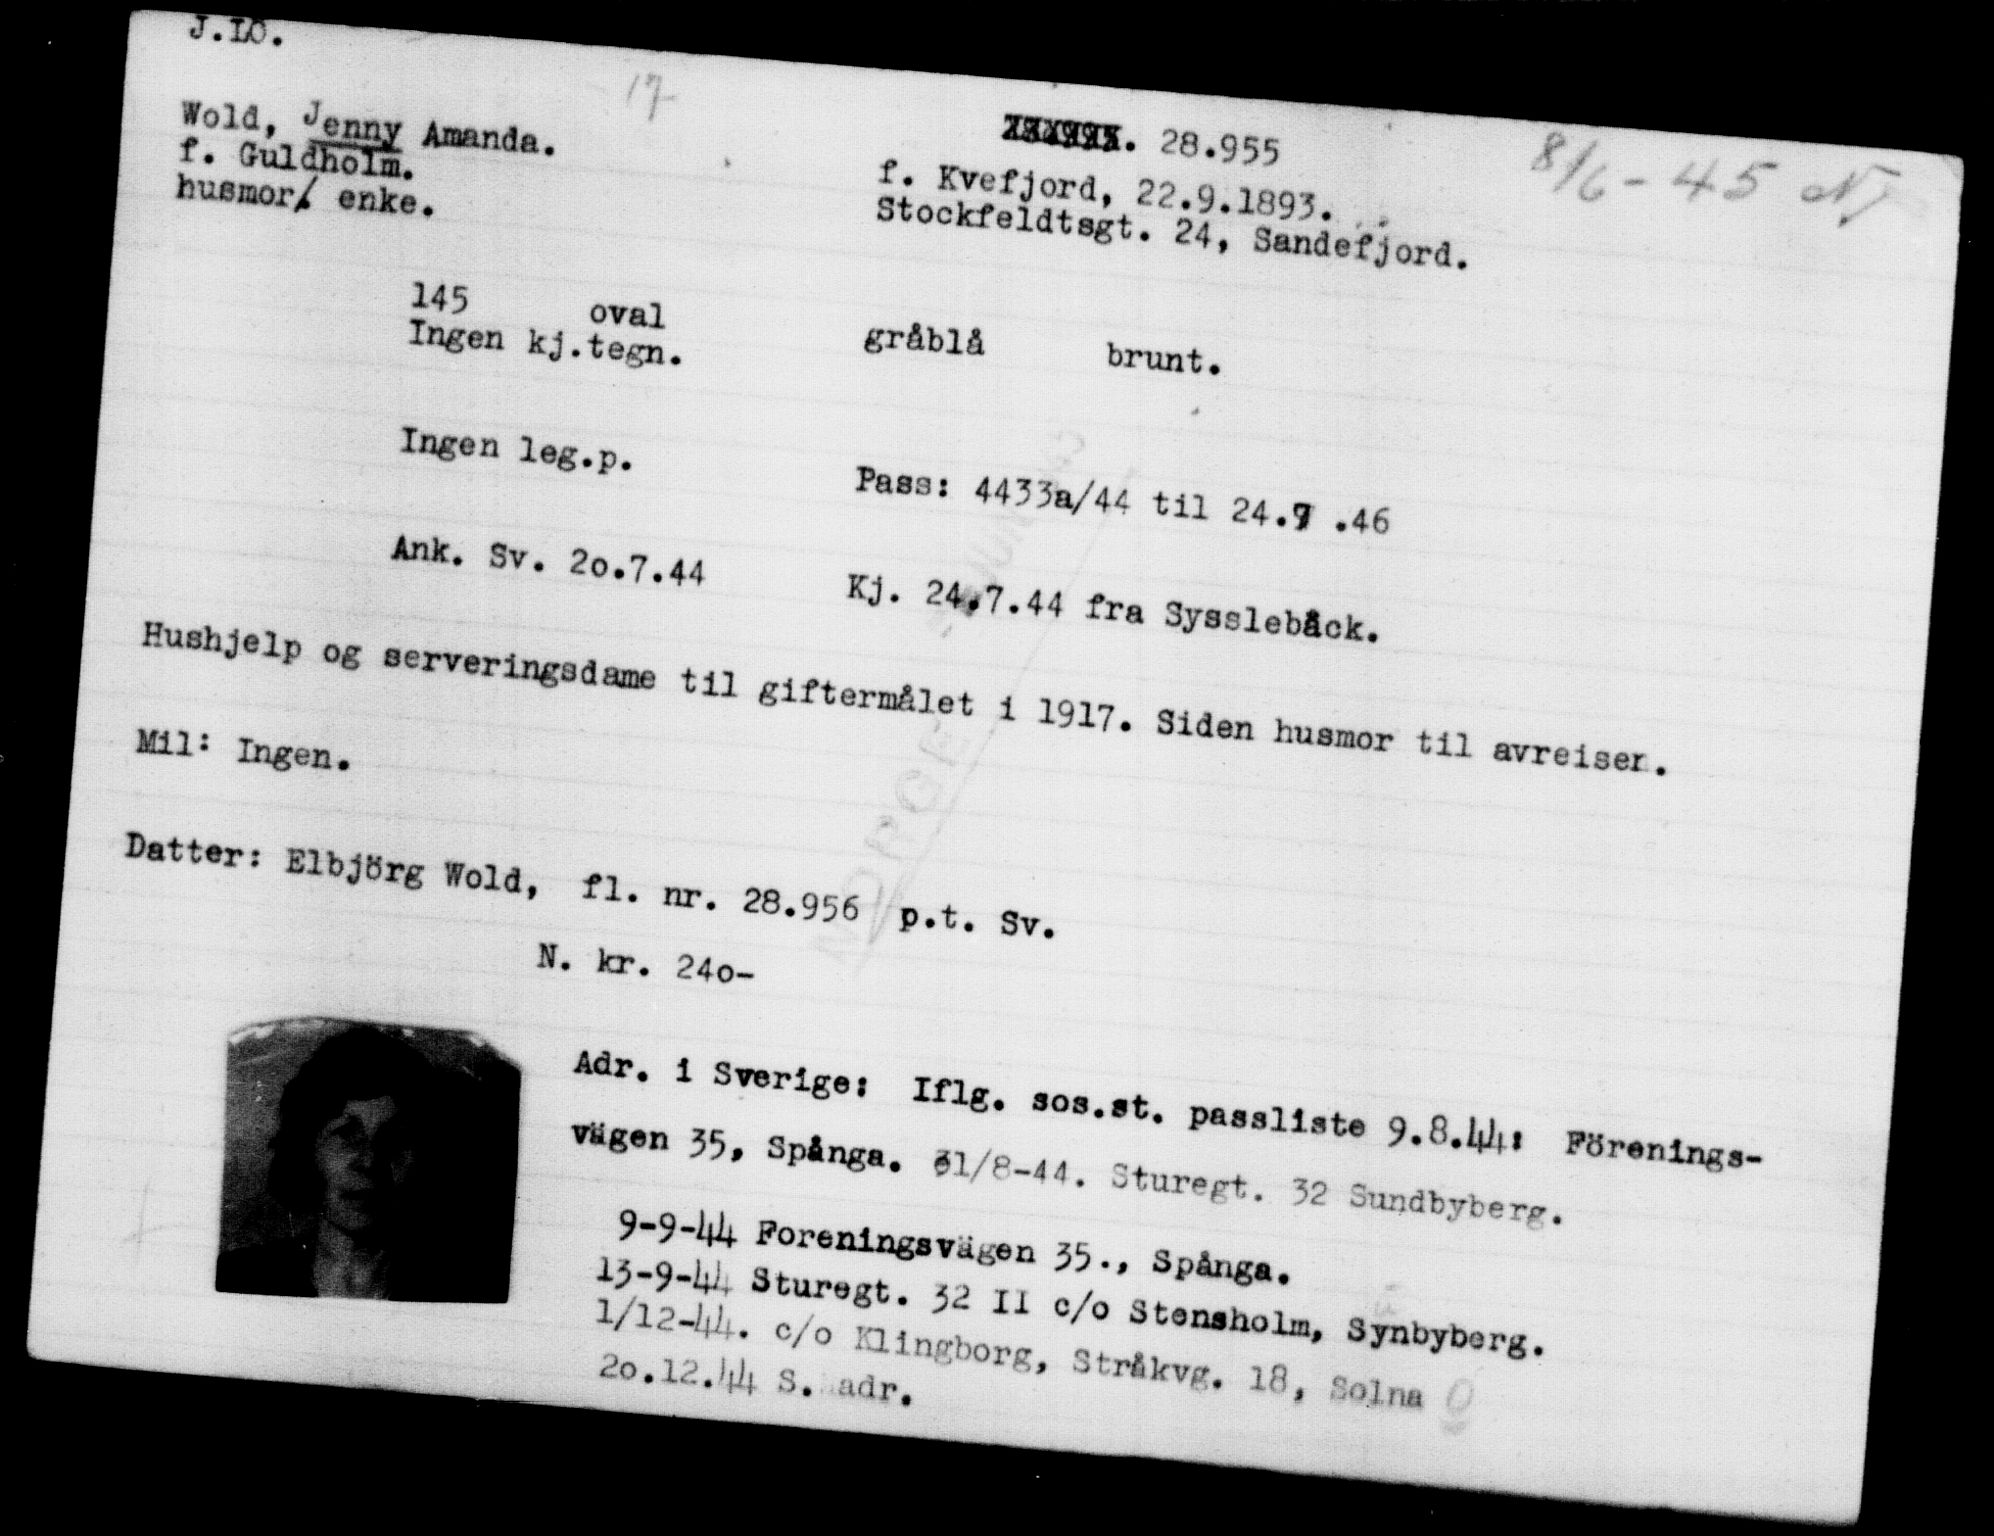 J.LO.
17
Wold, Jenny Amanda.
f. Guldholm.
husmor/ enke.
28.955
f. Kvefjord, 22.9.1893.
Stockfeldtsgt. 24, Sandefjord.
8/6-45 N
145 oval gråblå brunt.
Ingen kj.tegn.
Ingen leg.p. Pass: 4433a/44 til 24.7 .46
Ank. Sv. 2o.7.44 Kj. 24.7.44 fra Sysslebäck.
Hushjelp og serveringsdame til giftermålet i 1917. Siden husmor til avreisen.
Mil: Ingen.
NORGE
Datter: Elbjörg Wold, fl. nr. 28.956 p.t. Sv.
N. kr. 24o-
Adr. i Sverige: Iflg. sos.st. passliste 9.8.44: Förenings-
vägen 35, Spånga. 31/8-44. Sturegt. 32 Sundbyberg.
9-9-44 Foreningsvägen 35., Spånga.
13-9-44 Sturegt. 32 II c/o Stensholm, Synbyberg.
1/12-44. c/o Klingborg, Stråkvg. 18, Solna
2o.12.44 S. adr.